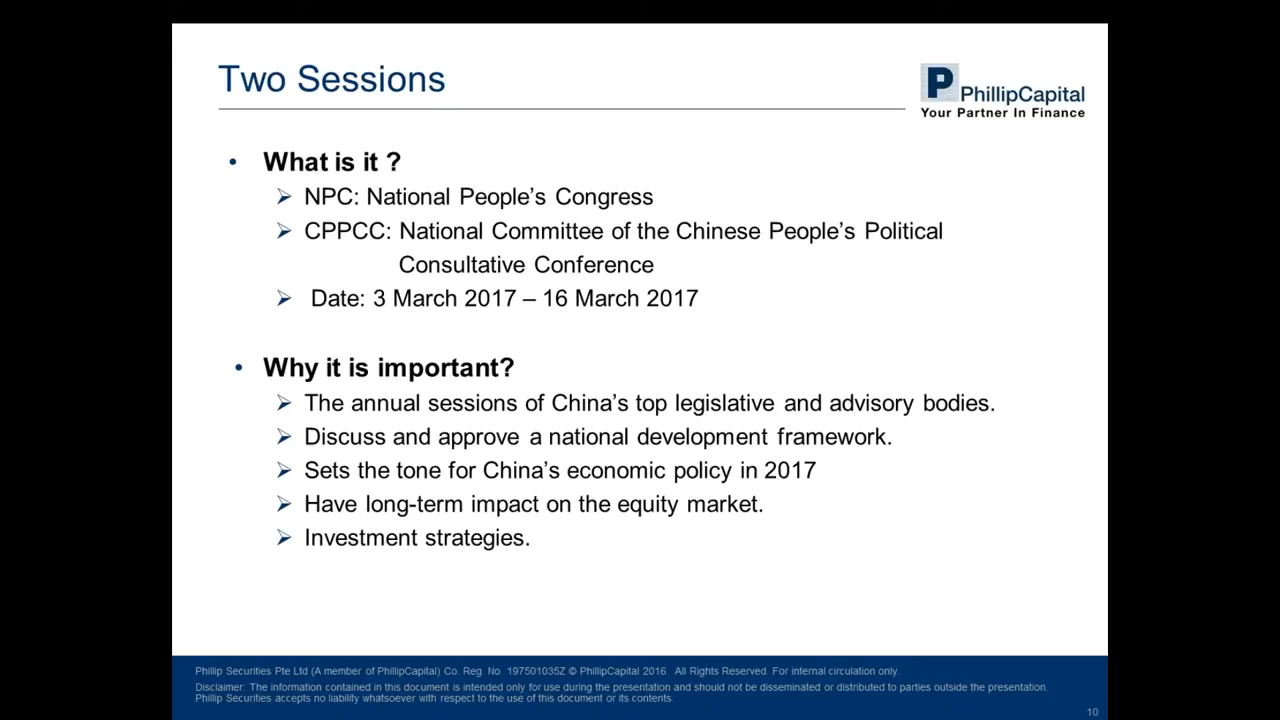 Two Sessions
PhillipCapital
Your Partner In Finance
• What is it ?
➢ NPC: National People’s Congress
➢ CPPCC: National Committee of the Chinese People’s Political
Consultative Conference
➢ Date: 3 March 2017 – 16 March 2017
• Why it is important?
➢ The annual sessions of China’s top legislative and advisory bodies.
➢ Discuss and approve a national development framework.
➢ Sets the tone for China’s economic policy in 2017
➢ Have long-term impact on the equity market.
➢ Investment strategies.
Phillip Securities Pte Ltd (A member of PhillipCapital) Co. Reg. No. 197501035Z © PhillipCapital 2016. All Rights Reserved. For internal circulation only.
Disclaimer: The information contained in this document is intended only for use during the presentation and should not be disseminated or distributed to parties outside the presentation.
Phillip Securities accepts no liability whatsoever with respect to the use of this document or its contents.
10